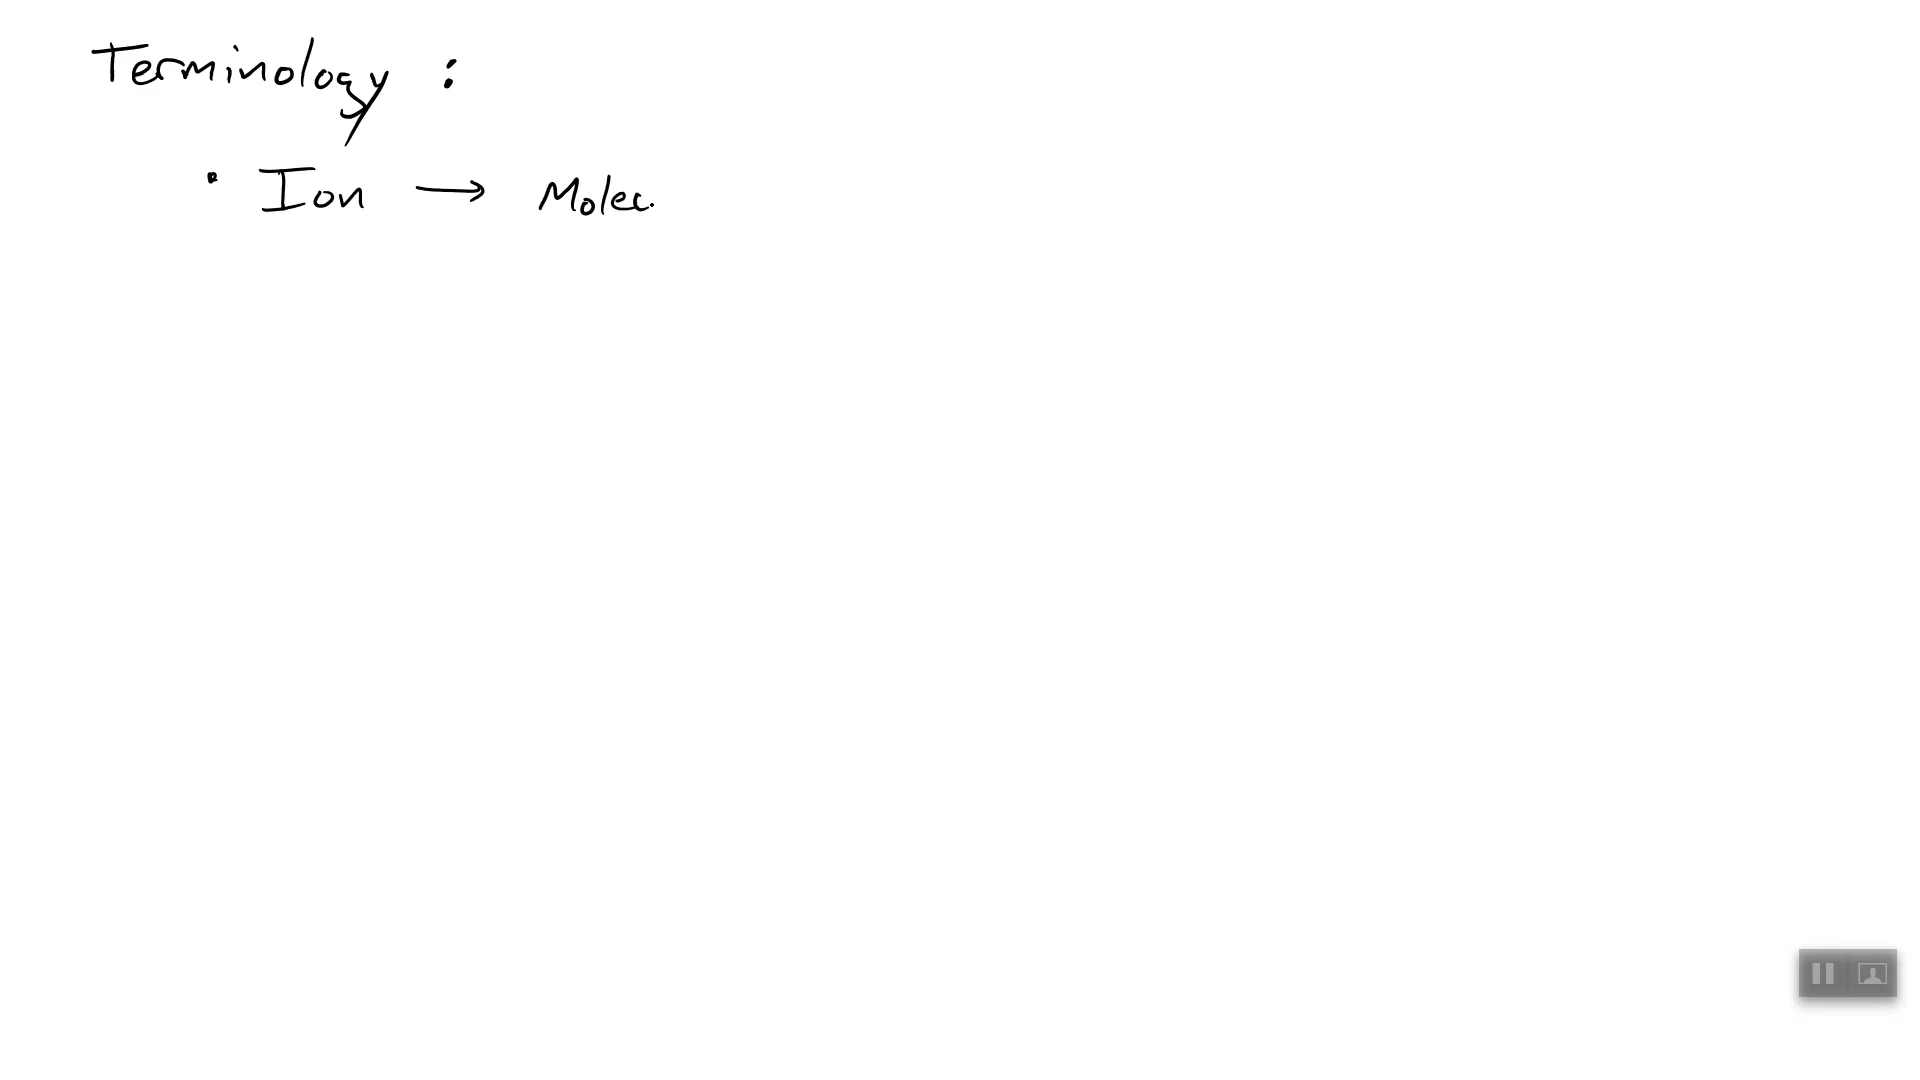 Terminology :
• Ion → Molec.